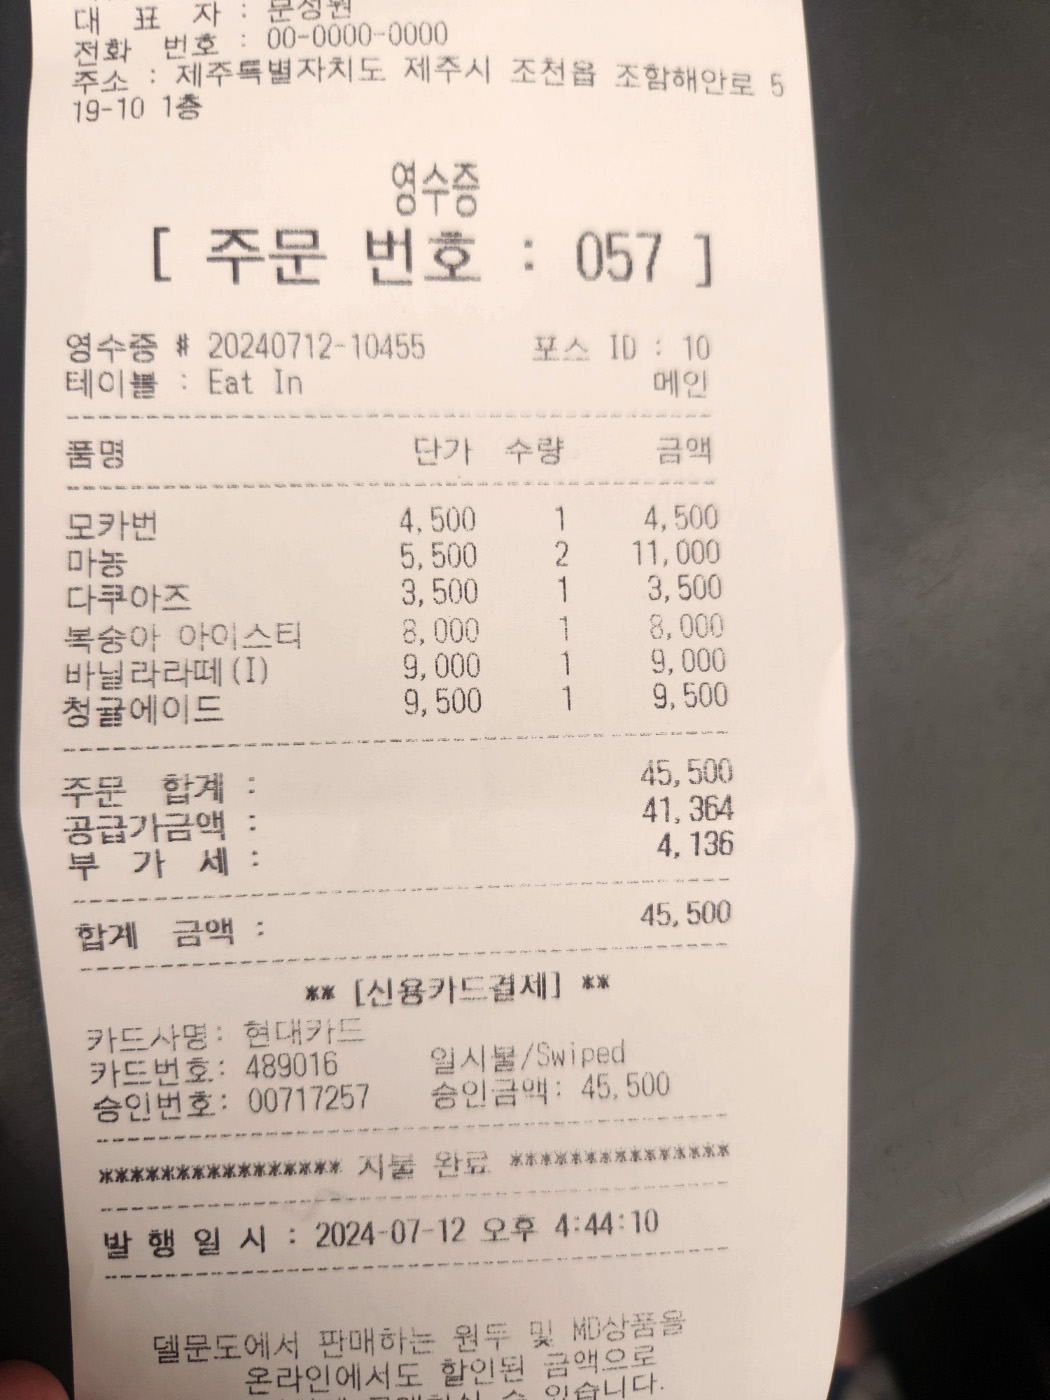 대 표 자 : 문성원
전화 번호 : 00-0000-0000
주소 : 제주특별자치도 제주시 조천읍 조함해안로 5
19-10 1층
영수증
[ 주문 번호 : 057 ]
영수증 # 20240712-10455 포스 ID : 10
테이블 : Eat In 메인
품명 단가 수량 금액
모카번 4,500 1 4,500
마농 5,500 2 11,000
다쿠아즈 3,500 1 3,500
복숭아 아이스티 8,000 1 8,000
바닐라라떼(I) 9,000 1 9,000
청귤에이드 9,500 1 9,500
주문 합계 : 45,500
공급가금액 : 41,364
부 가 세 : 4,136
합계 금액 : 45,500
** [신용카드결제] **
카드사명: 현대카드
카드번호: 489016 일시불/Swiped
승인번호: 00717257 승인금액: 45,500
**************** 지불 완료 ****************
발 행 일 시 : 2024-07-12 오후 4:44:10
델문도에서 판매하는 원두 및 MD상품을
온라인에서도 할인된 금액으로
수 있습니다.